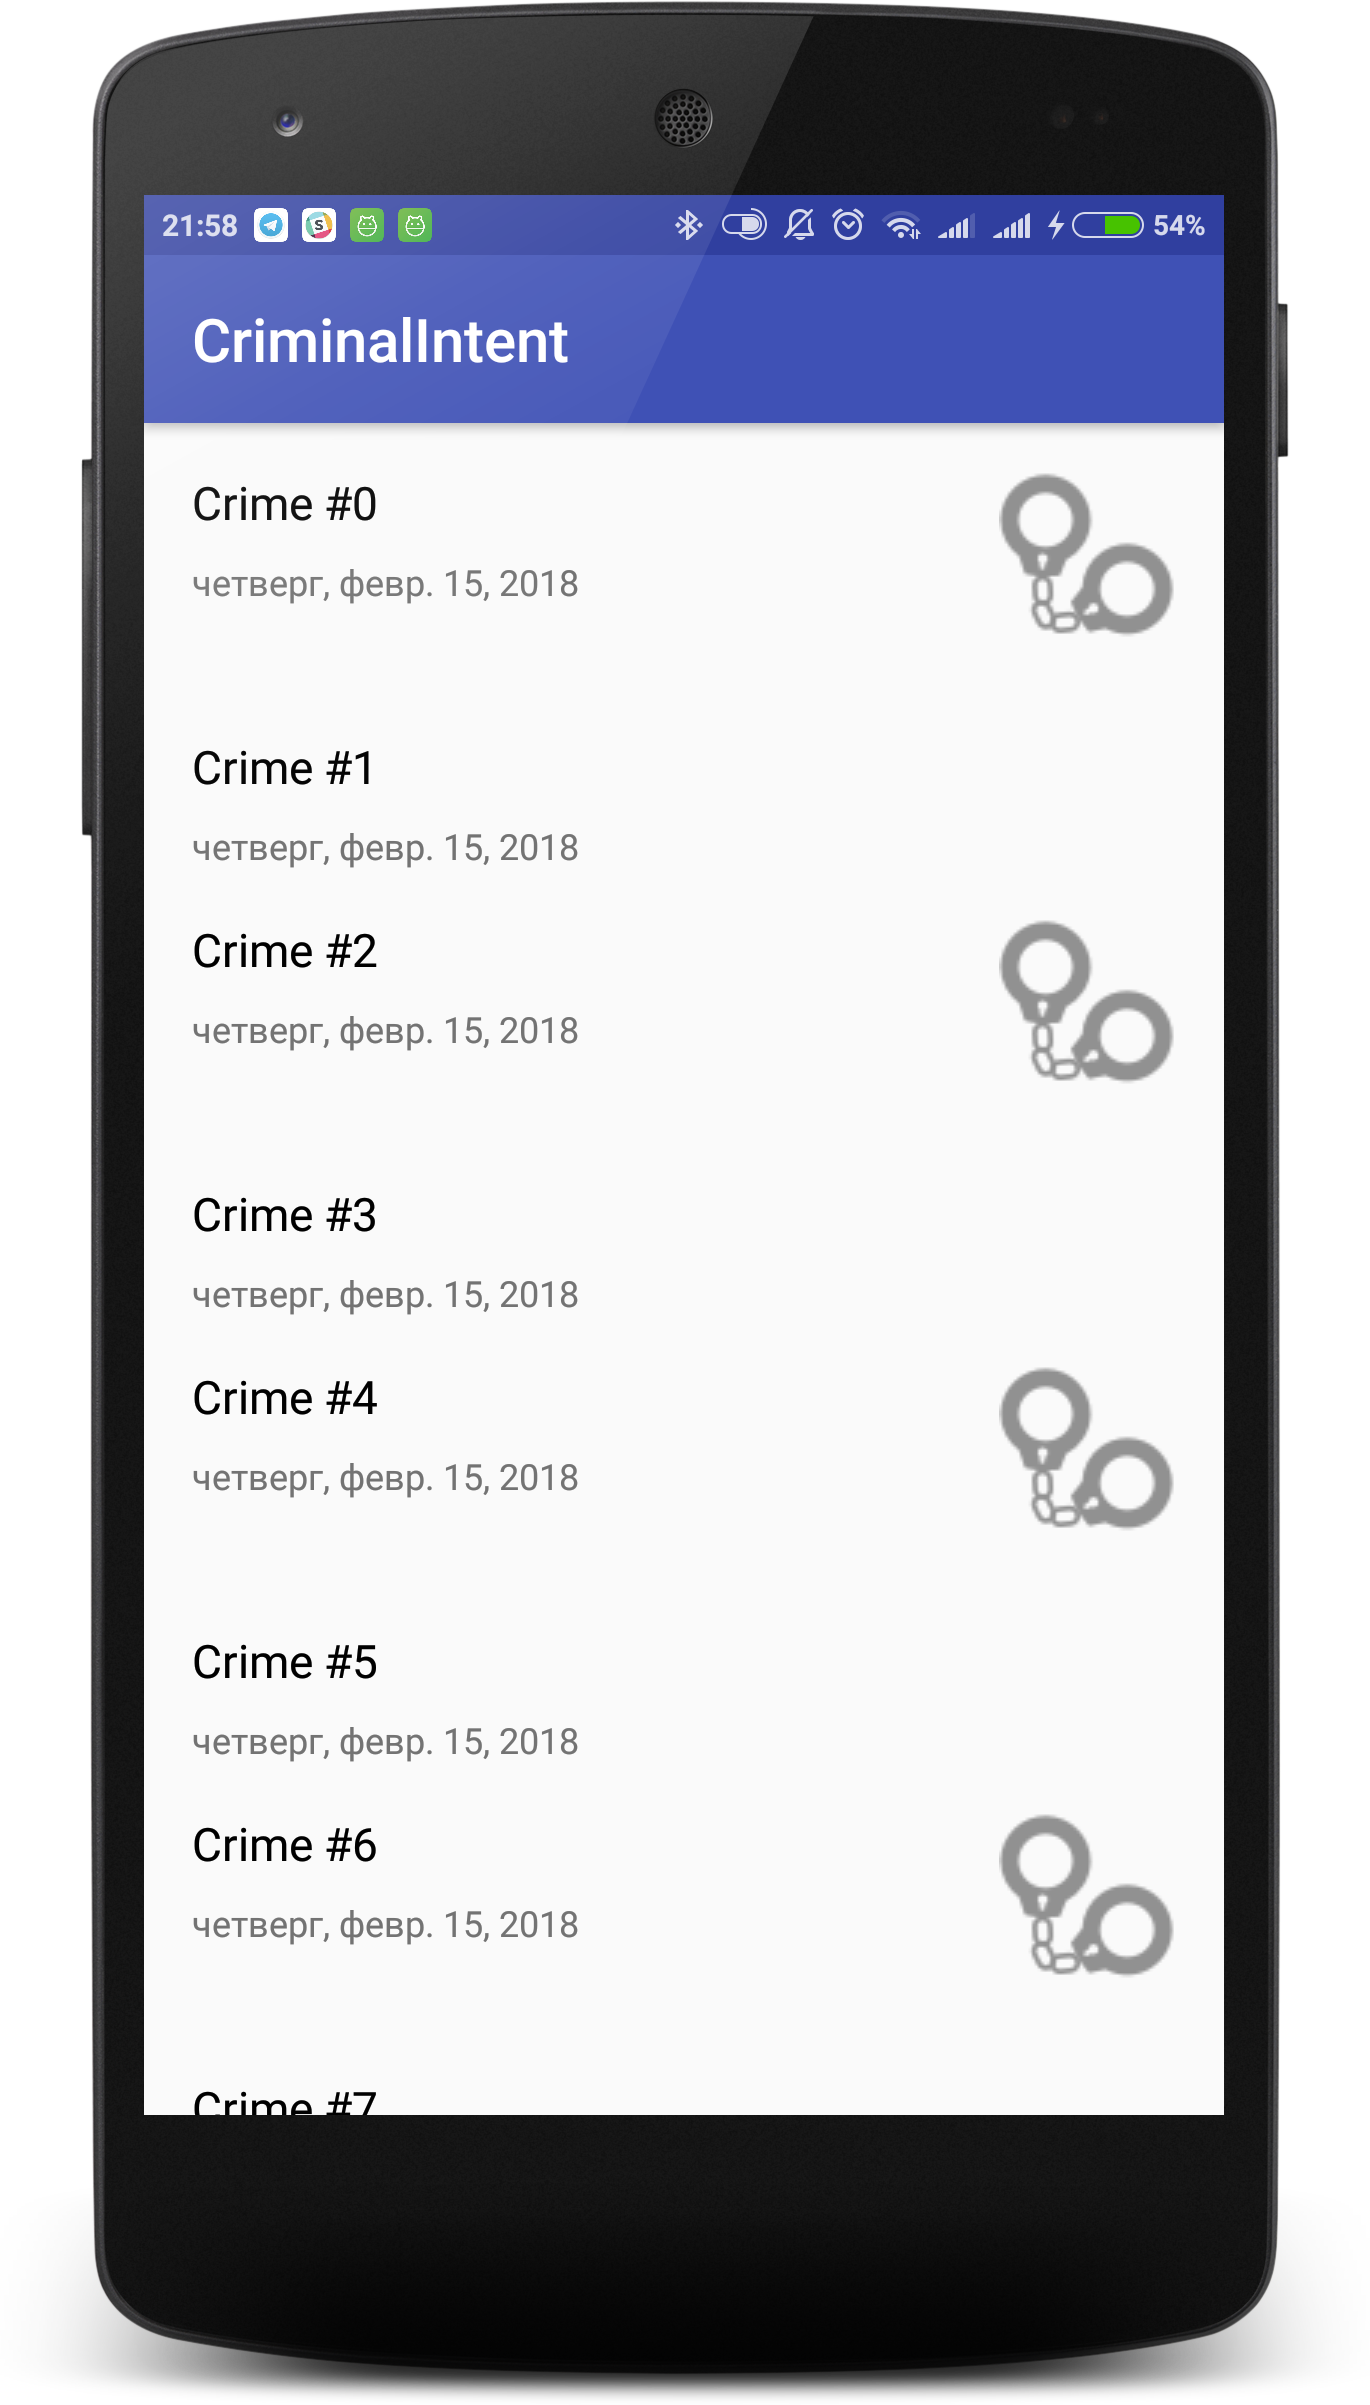 21:58 54%
CriminalIntent
Crime #0
четверг, февр. 15, 2018
Crime #1
четверг, февр. 15, 2018
Crime #2
четверг, февр. 15, 2018
Crime #3
четверг, февр. 15, 2018
Crime #4
четверг, февр. 15, 2018
Crime #5
четверг, февр. 15, 2018
Crime #6
четверг, февр. 15, 2018
Crime #7